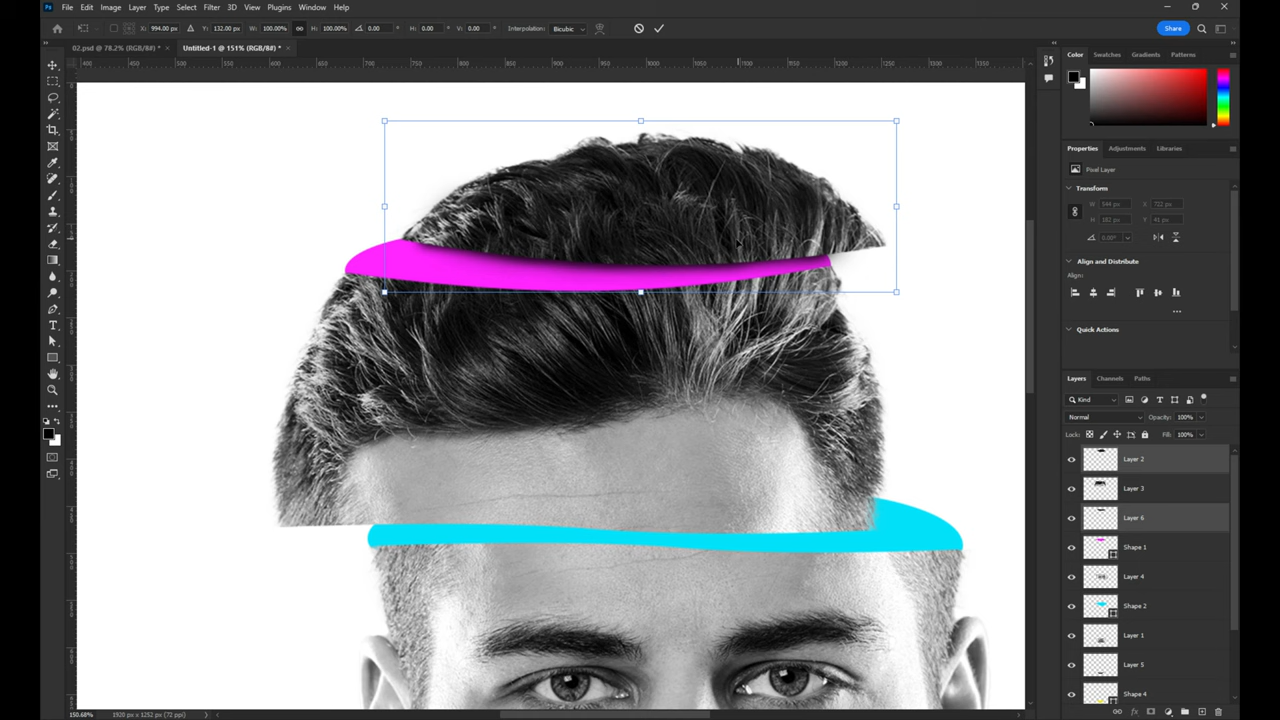 File Edit Image Layer Type Select Filter 3D View Plugins Window Help
X: 994.00 px Y: 132.00 px W: 100.00% H: 100.00% 0.00 ° H: 0.00 ° V: 0.00 ° Interpolation: Bicubic
Share
02.psd @ 78.2% (RGB/8#) * × Untitled-1 @ 151% (RGB/8#) * ×
Color Swatches Gradients Patterns
Properties Adjustments Libraries
Pixel Layer
Transform
W 544 px X 722 px
H 182 px Y 41 px
0.00°
Align and Distribute
Align:
Quick Actions
Layers Channels Paths
Kind
Normal Opacity: 100%
Lock: Fill: 100%
Layer 2
Layer 3
Layer 6
Shape 1
Layer 4
Shape 2
Layer 1
Layer 5
Shape 4
150.68% 1920 px x 1252 px (72 ppi)